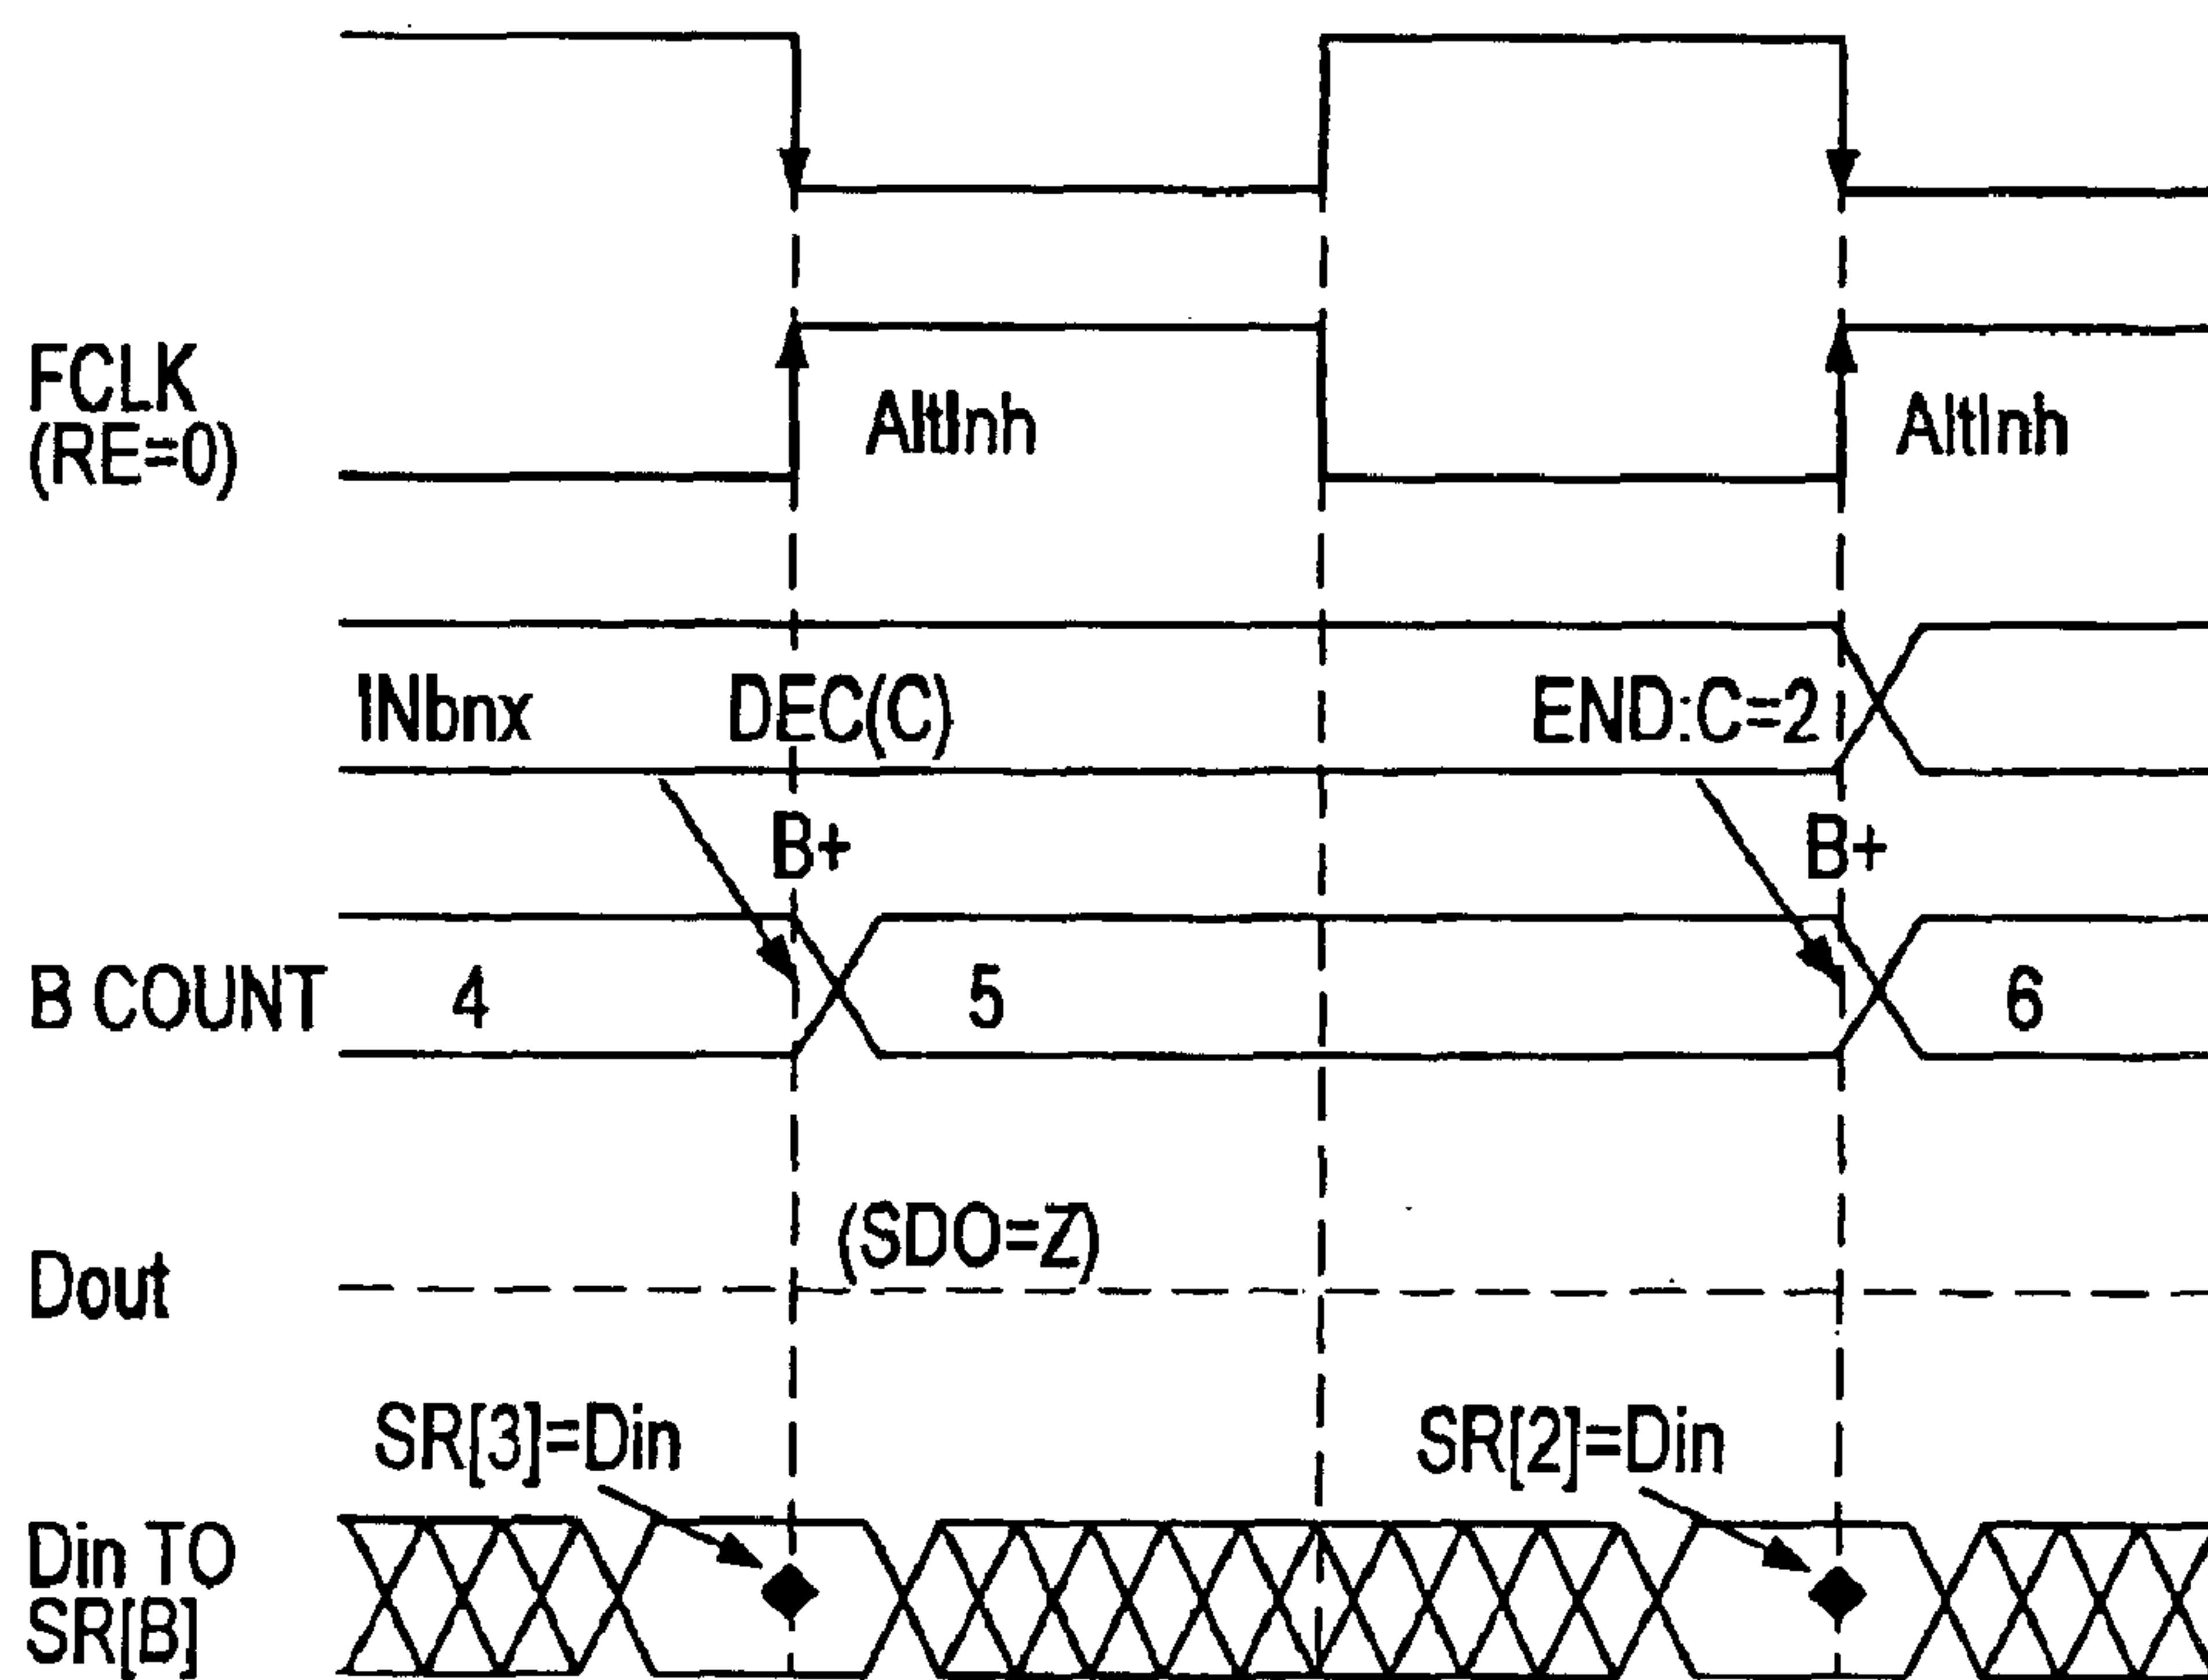 FCLK
(RE=0)
AltInh
AltInh
INbnx
DEC(C)
END:C=2
B+
B+
B COUNT
4
5
6
(SDO=Z)
Dout
SR[3]=Din
SR[2]=Din
Din TO
SR[B]